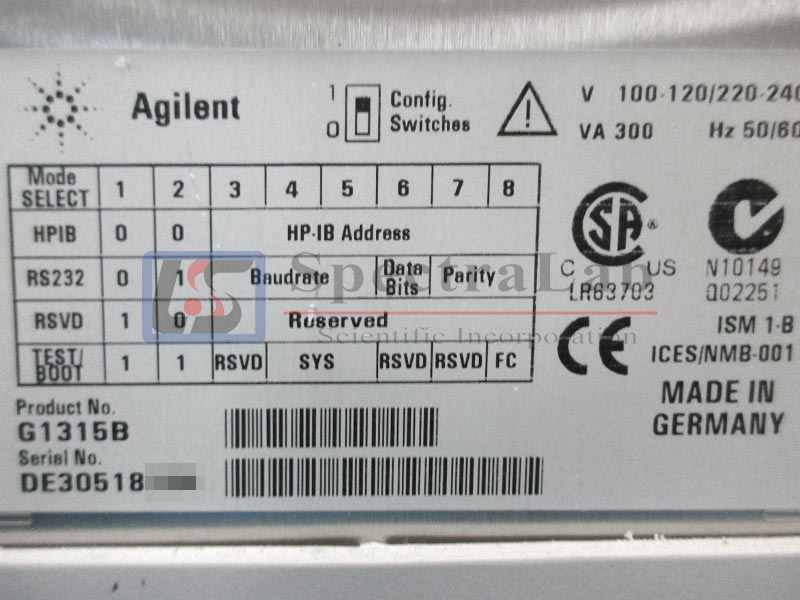 Agilent
1
0
Config.
Switches
V 100-120/220-240
VA 300 Hz 50/60
Mode
SELECT 1 2 3 4 5 6 7 8
HPIB 0 0 HP-IB Address
RS232 0 1 Baudrate Data
Bits Parity
RSVD 1 0 Reserved
TEST/
BOOT 1 1 RSVD SYS RSVD RSVD FC
SA
C US
LR63703
N10149
Q02251
ISM 1-B
CE
ICES/NMB-001
MADE IN
GERMANY
Product No.
G1315B
Serial No.
DE30518
SpectraLab
Scientific Incorporation